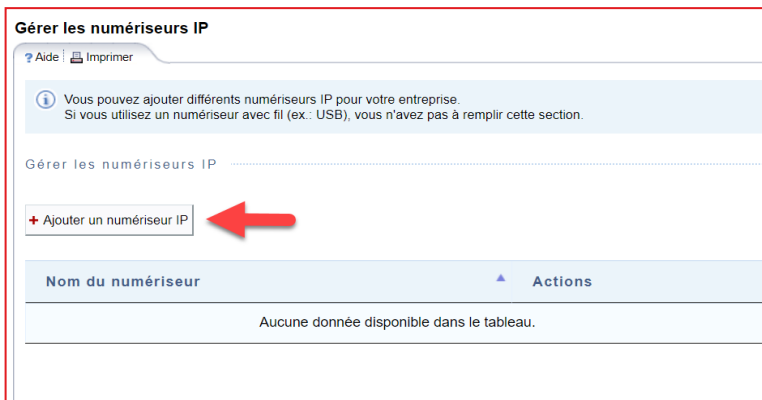 Gérer les numériseurs IP
? Aide Imprimer
Vous pouvez ajouter différents numériseurs IP pour votre entreprise.
Si vous utilisez un numériseur avec fil (ex.: USB), vous n'avez pas à remplir cette section.
Gérer les numériseurs IP
+ Ajouter un numériseur IP
Nom du numériseur Actions
Aucune donnée disponible dans le tableau.